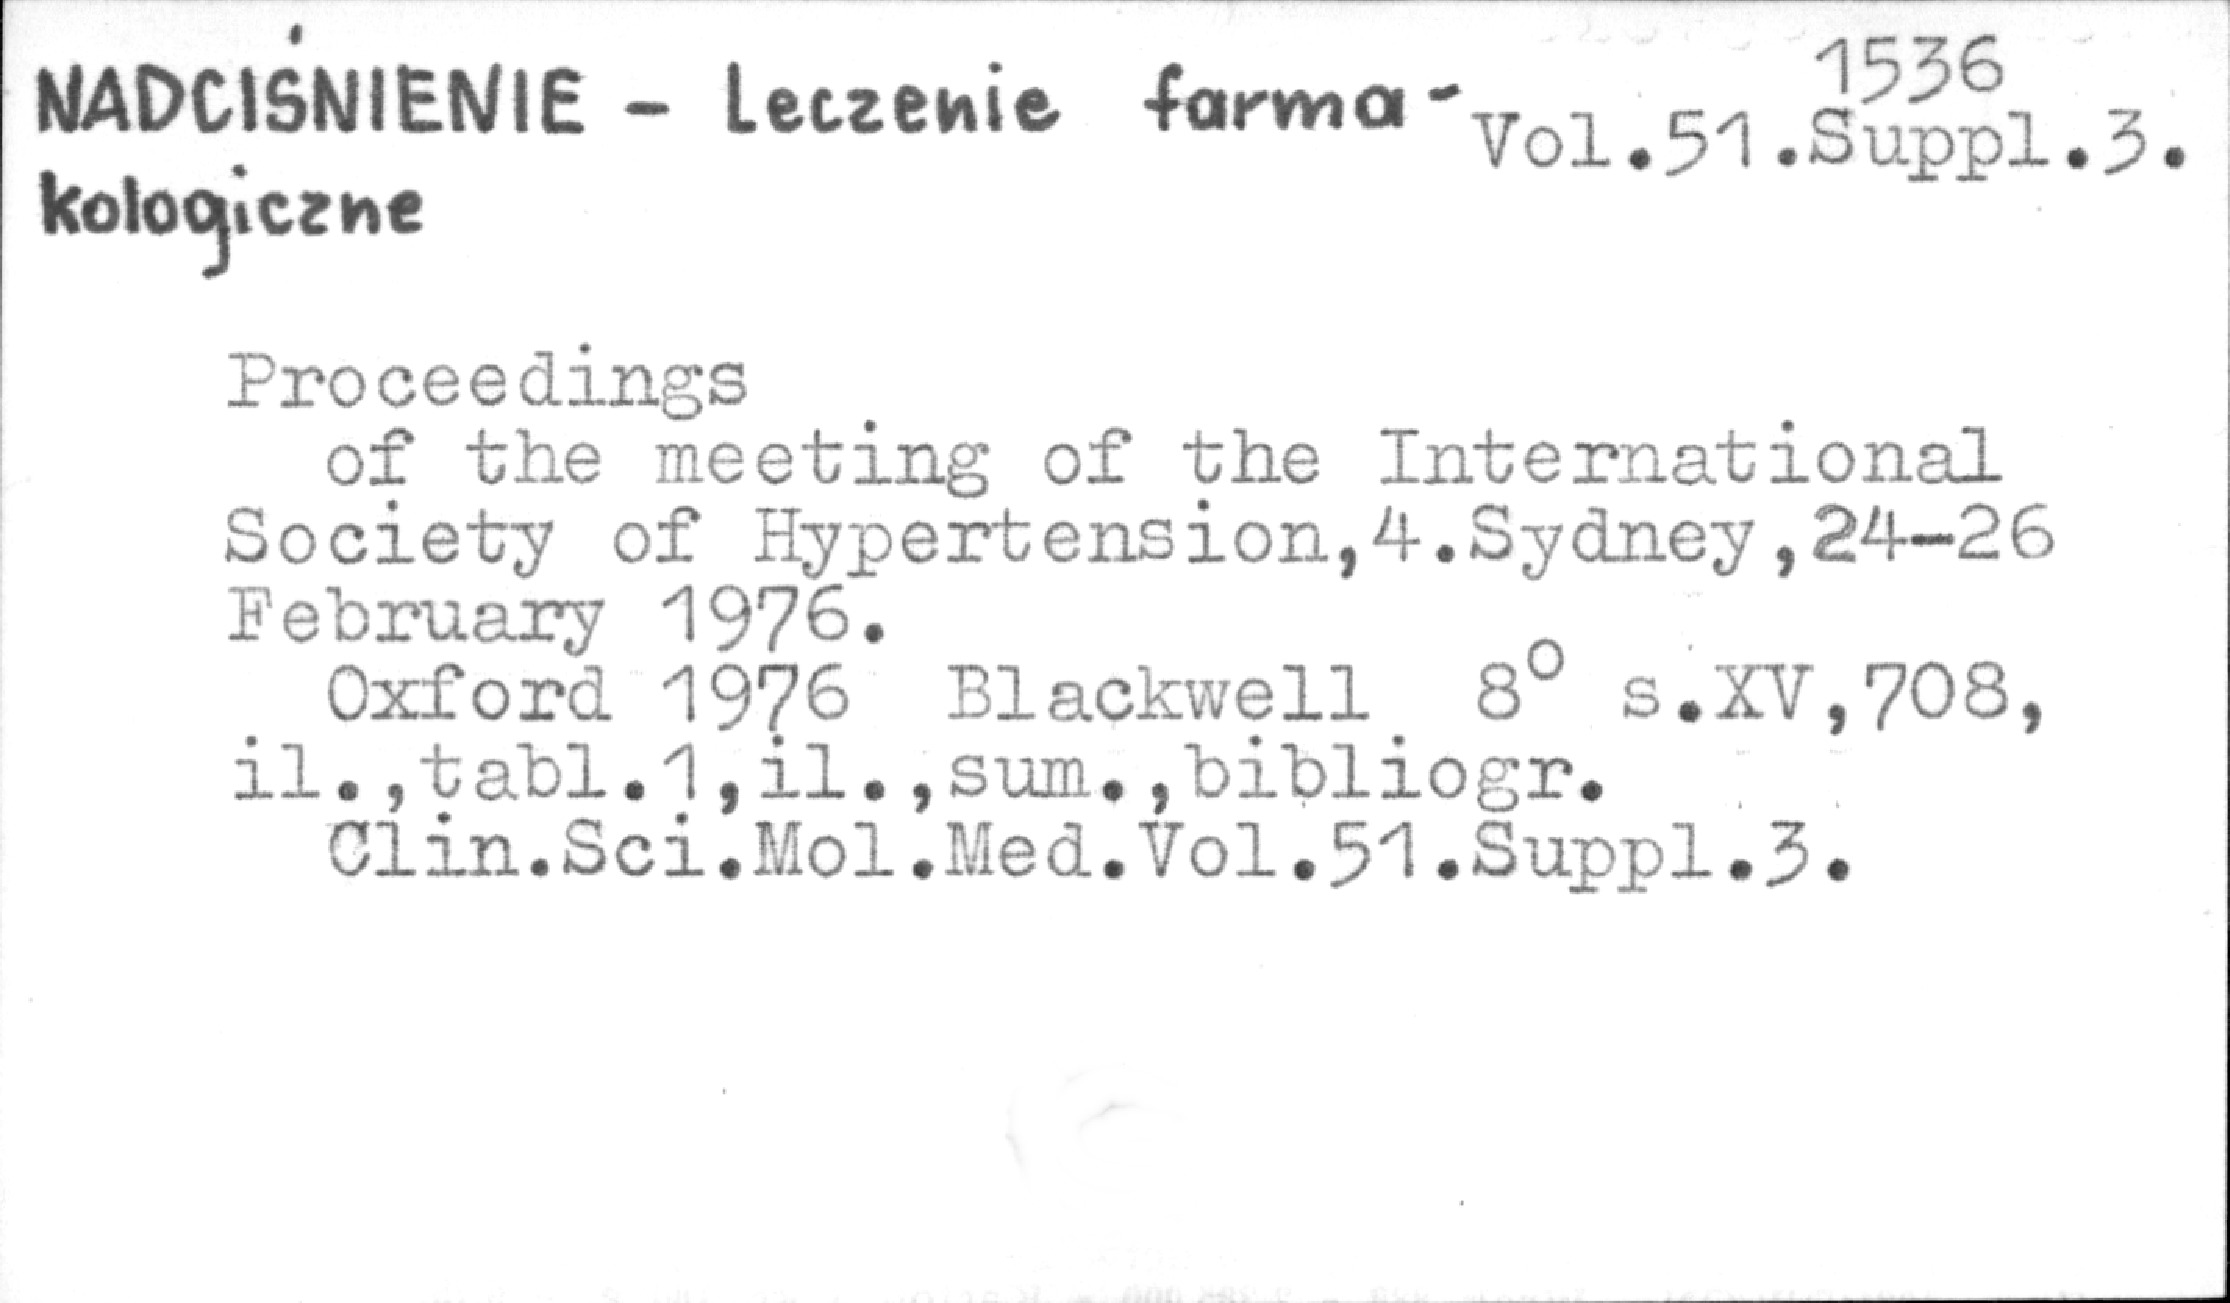 1536
NADCIŚNIENIE - Leczenie farma- Vol.51.Suppl.3.
kologiczne
Proceedings
of the meeting of the International
Society of Hypertension,4.Sydney,24-26
February 1976.
Oxford 1976 Blackwell 8° s.XV,708,
il.,tabl.1,il.,sum.,bibliogr.
Clin.Sci.Mol.Med.Vol.51.Suppl.3.